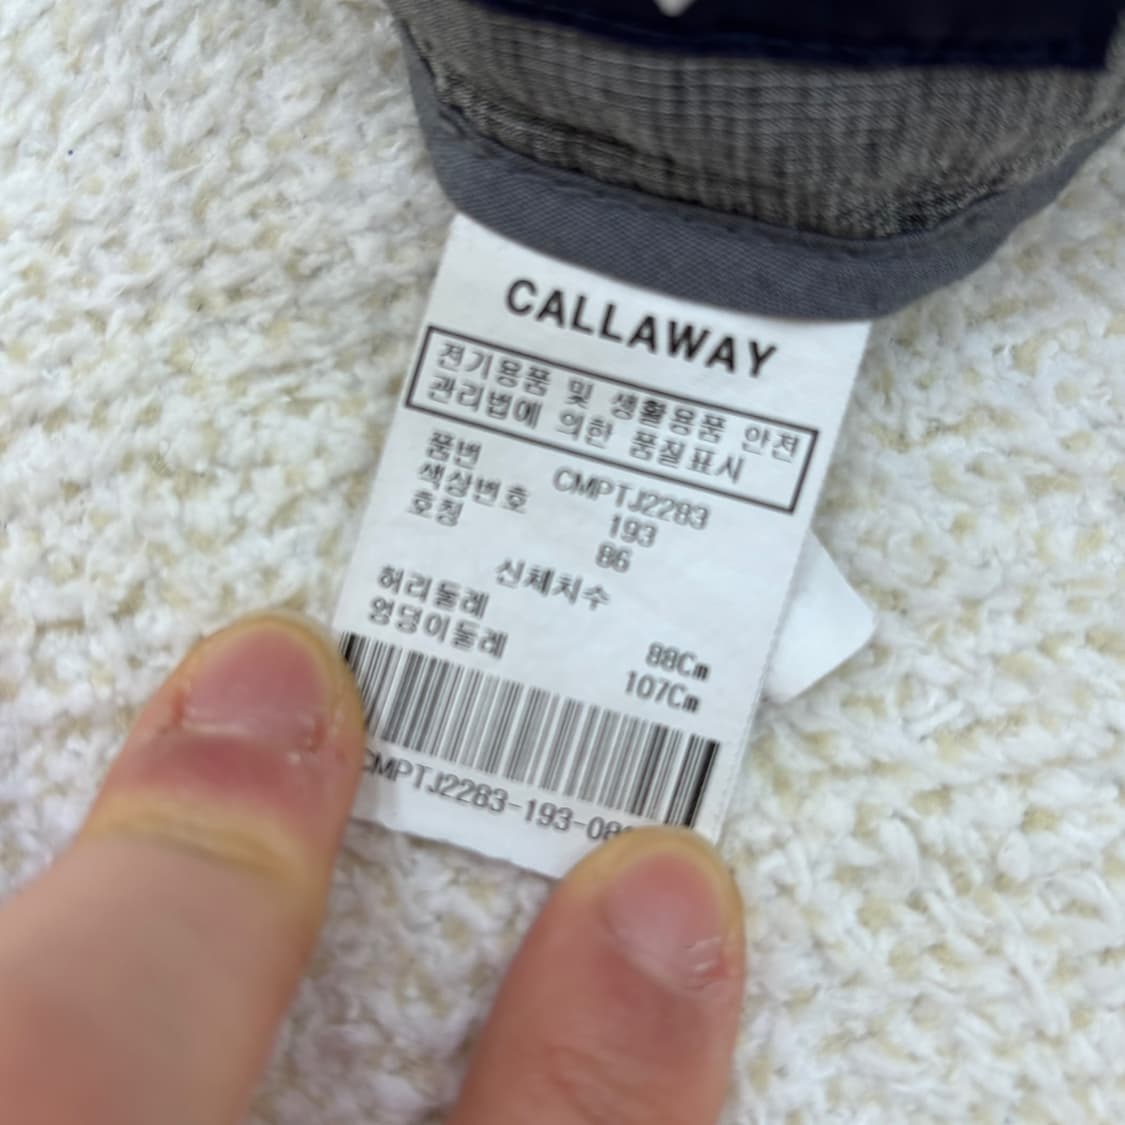 CALLAWAY
전기용품 및 생활용품 안전
관리법에 의한 품질표시
품번 CMPTJ2283
색상번호 193
호칭 86
신체치수
허리둘레 88Cm
엉덩이둘레 107Cm
CMPTJ2283-193-08